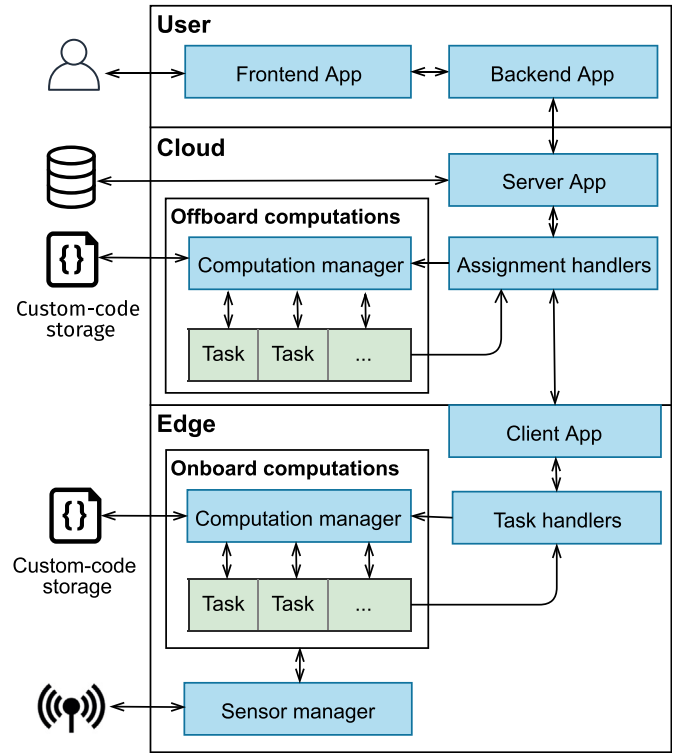 User
Frontend App
Backend App
Cloud
Server App
Offboard computations
{}
Computation manager
Assignment handlers
Custom-code
storage
Task
Task
...
Edge
Client App
Onboard computations
{}
Computation manager
Task handlers
Custom-code
storage
Task
Task
...
Sensor manager